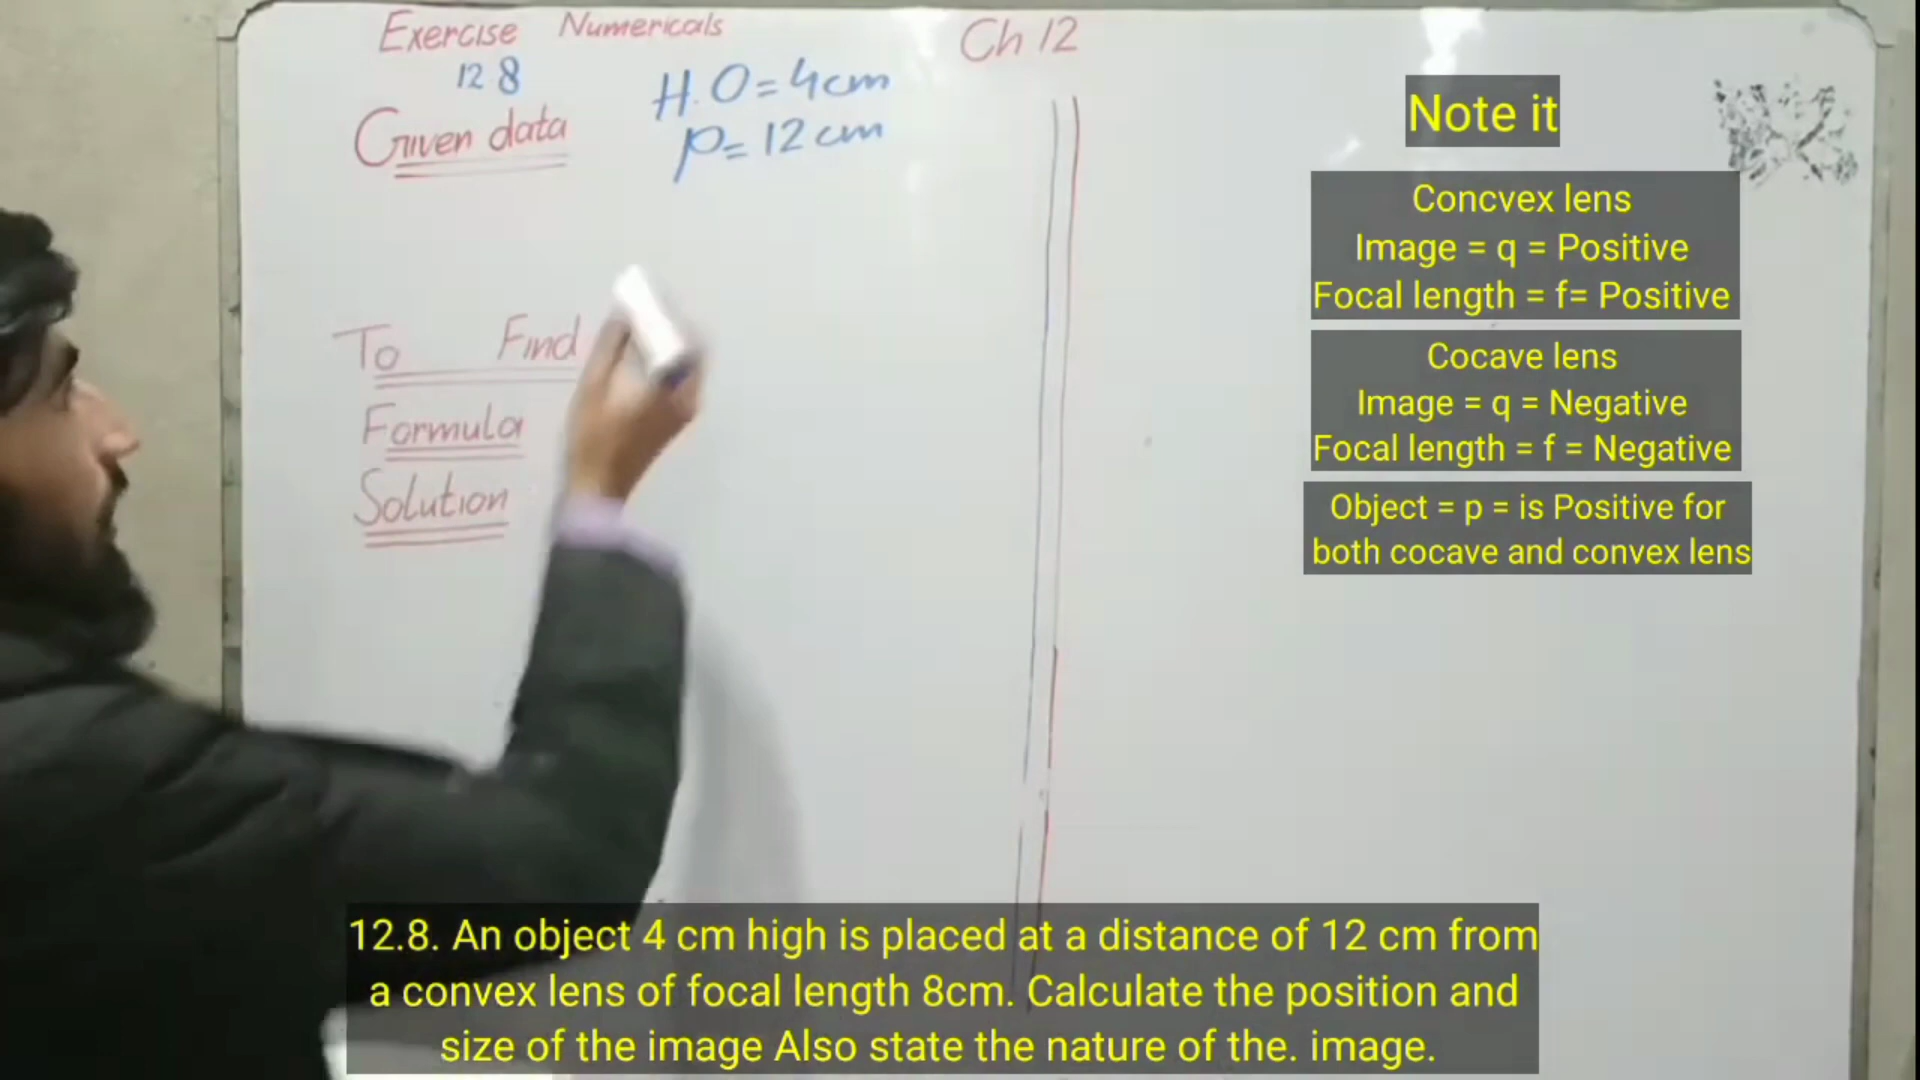 Exercise Numericals
Ch 12
12 8
H.O = 4cm
Given data
p = 12 cm
To Find
Formula
Solution
Note it
Concvex lens
Image = q = Positive
Focal length = f= Positive
Cocave lens
Image = q = Negative
Focal length = f = Negative
Object = p = is Positive for
both cocave and convex lens
12.8. An object 4 cm high is placed at a distance of 12 cm from
a convex lens of focal length 8cm. Calculate the position and
size of the image Also state the nature of the. image.